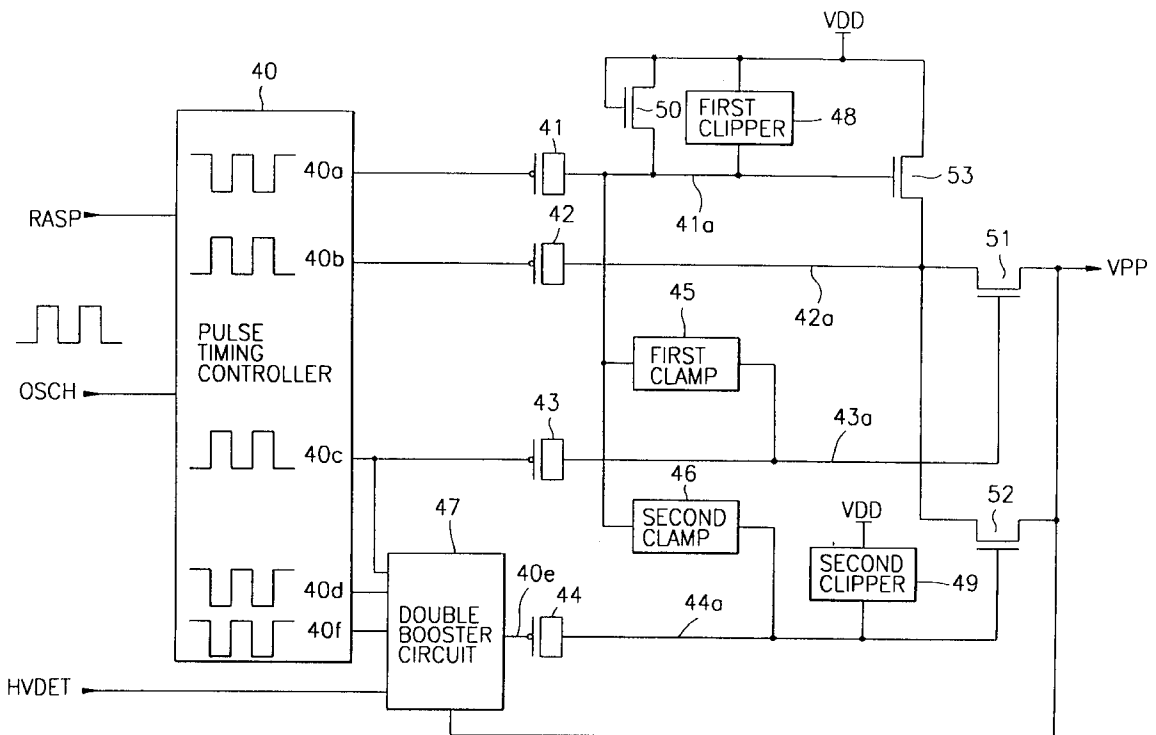 VDD
40
50
FIRST
CLIPPER
48
41
40a
53
41a
RASP
42
40b
51
VPP
42a
45
PULSE
TIMING
CONTROLLER
FIRST
CLAMP
OSCH
43
43a
40c
46
52
47
SECOND
CLAMP
VDD
SECOND
CLIPPER
49
40d
40e
44
44a
DOUBLE
BOOSTER
CIRCUIT
40f
HVDET